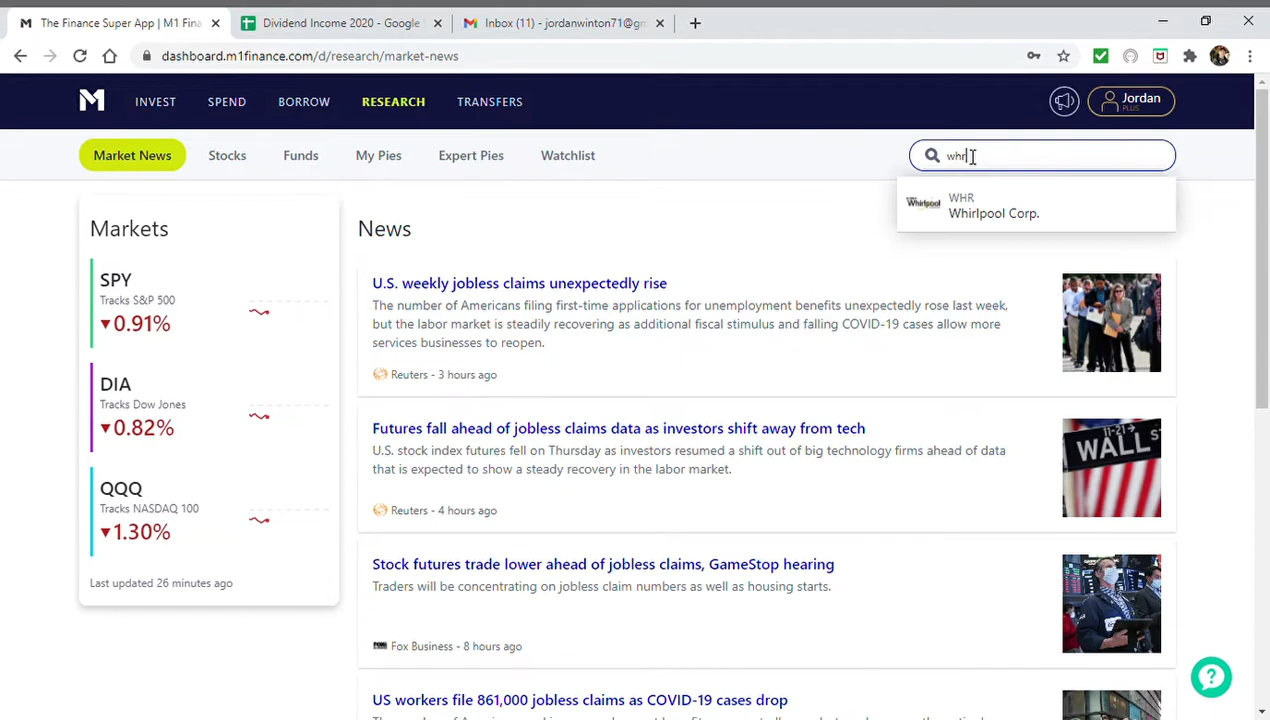 The Finance Super App | M1 Fina
Dividend Income 2020 - Google
Inbox (11) - jordanwinton71@gm
dashboard.m1finance.com/d/research/market-news
INVEST SPEND BORROW RESEARCH TRANSFERS
Jordan
PLUS
Market News Stocks Funds My Pies Expert Pies Watchlist
whr
Whirlpool
WHR
Whirlpool Corp.
Markets
SPY
Tracks S&P 500
▼0.91%
DIA
Tracks Dow Jones
▼0.82%
QQQ
Tracks NASDAQ 100
▼1.30%
Last updated 26 minutes ago
News
U.S. weekly jobless claims unexpectedly rise
The number of Americans filing first-time applications for unemployment benefits unexpectedly rose last week,
but the labor market is steadily recovering as additional fiscal stimulus and falling COVID-19 cases allow more
services businesses to reopen.
Reuters - 3 hours ago
Futures fall ahead of jobless claims data as investors shift away from tech
U.S. stock index futures fell on Thursday as investors resumed a shift out of big technology firms ahead of data
that is expected to show a steady recovery in the labor market.
Reuters - 4 hours ago
11-21→
WALL ST
Stock futures trade lower ahead of jobless claims, GameStop hearing
Traders will be concentrating on jobless claim numbers as well as housing starts.
Fox Business - 8 hours ago
US workers file 861,000 jobless claims as COVID-19 cases drop